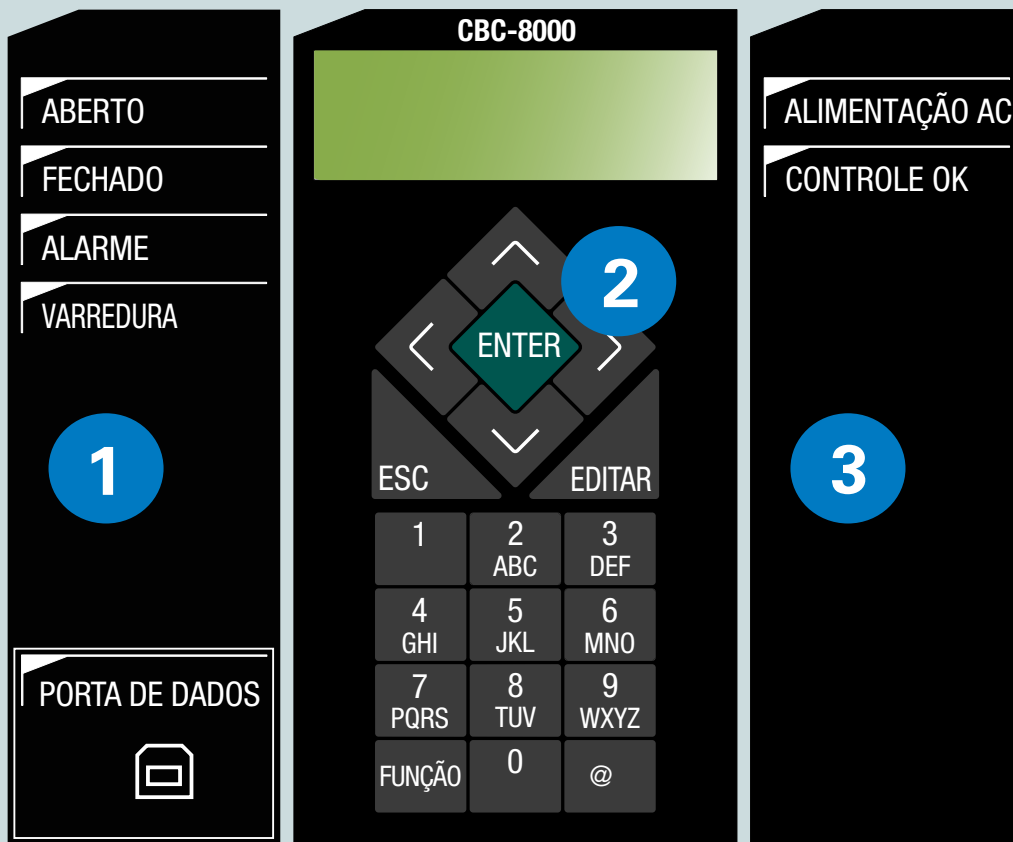 ABERTO
FECHADO
ALARME
VARREDURA
1
PORTA DE DADOS
CBC-8000
2
ENTER
ESC
EDITAR
1
2
ABC
3
DEF
4
GHI
5
JKL
6
MNO
7
PQRS
8
TUV
9
WXYZ
FUNÇÃO
0
@
ALIMENTAÇÃO AC
CONTROLE OK
3